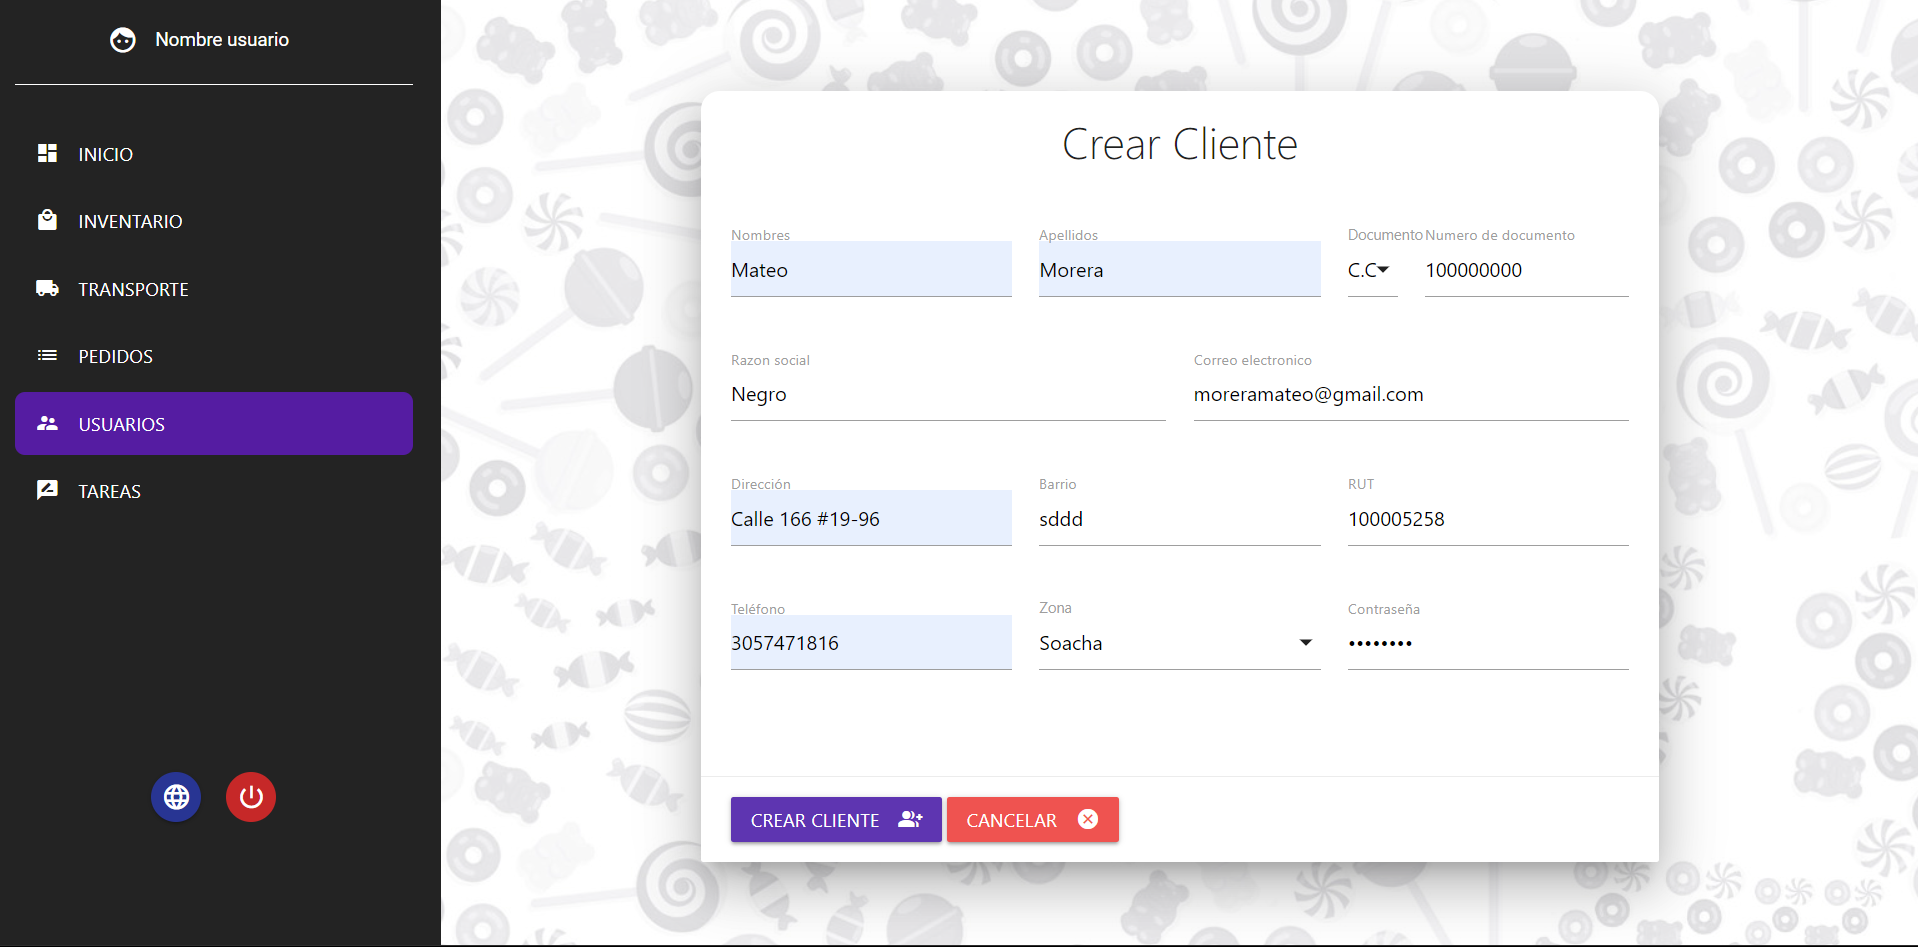 Nombre usuario
INICIO
INVENTARIO
TRANSPORTE
PEDIDOS
USUARIOS
TAREAS
Crear Cliente
Nombres Apellidos Documento Numero de documento
Mateo Morera C.C 100000000
Razon social Correo electronico
Negro moreramateo@gmail.com
Dirección Barrio RUT
Calle 166 #19-96 sddd 100005258
Teléfono Zona Contraseña
3057471816 Soacha ••••••••
CREAR CLIENTE CANCELAR